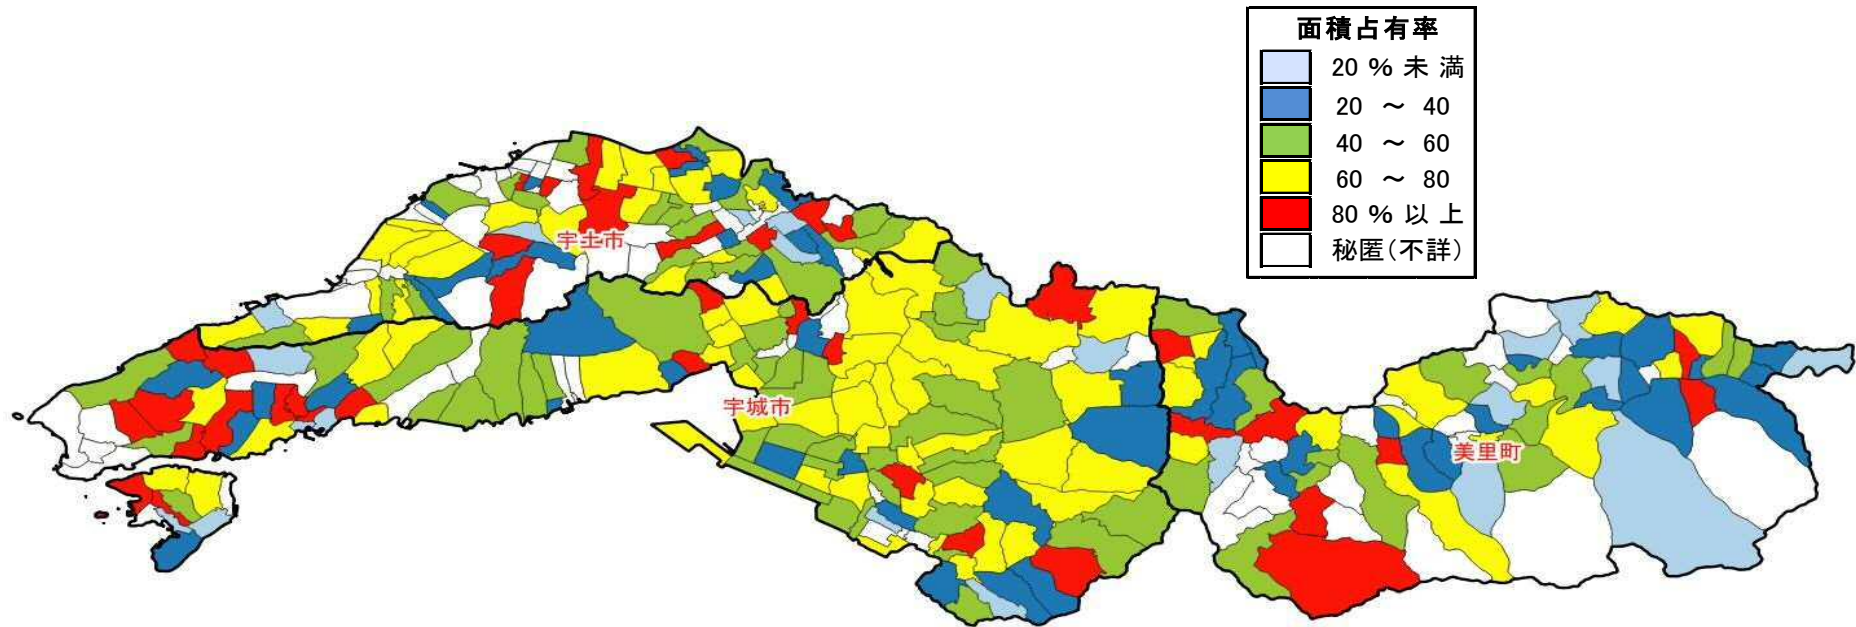 面積占有率
20 % 未 満
20 ～ 40
40 ～ 60
60 ～ 80
80 % 以 上
秘匿(不詳)
宇土市
宇城市
美里町